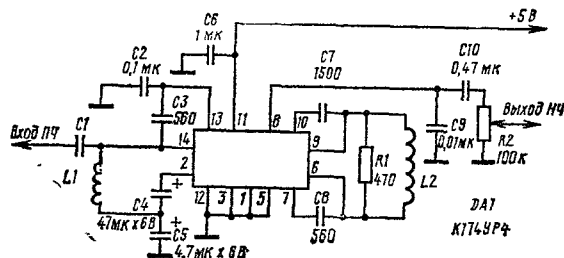 C6
1 мк
+5 В
C2
0,1 мк
C7
1500
C10
0,47 мк
C3
560
13
11
8
10
Вход ПЧ
C1
14
9
Выход НЧ
C9
0,01мк
R2
100к
2
6
R1
470
L1
L2
C4
12
3
1
5
7
C8
560
DA1
К174УР4
47мк х 6В
C5
4,7мк х 6В